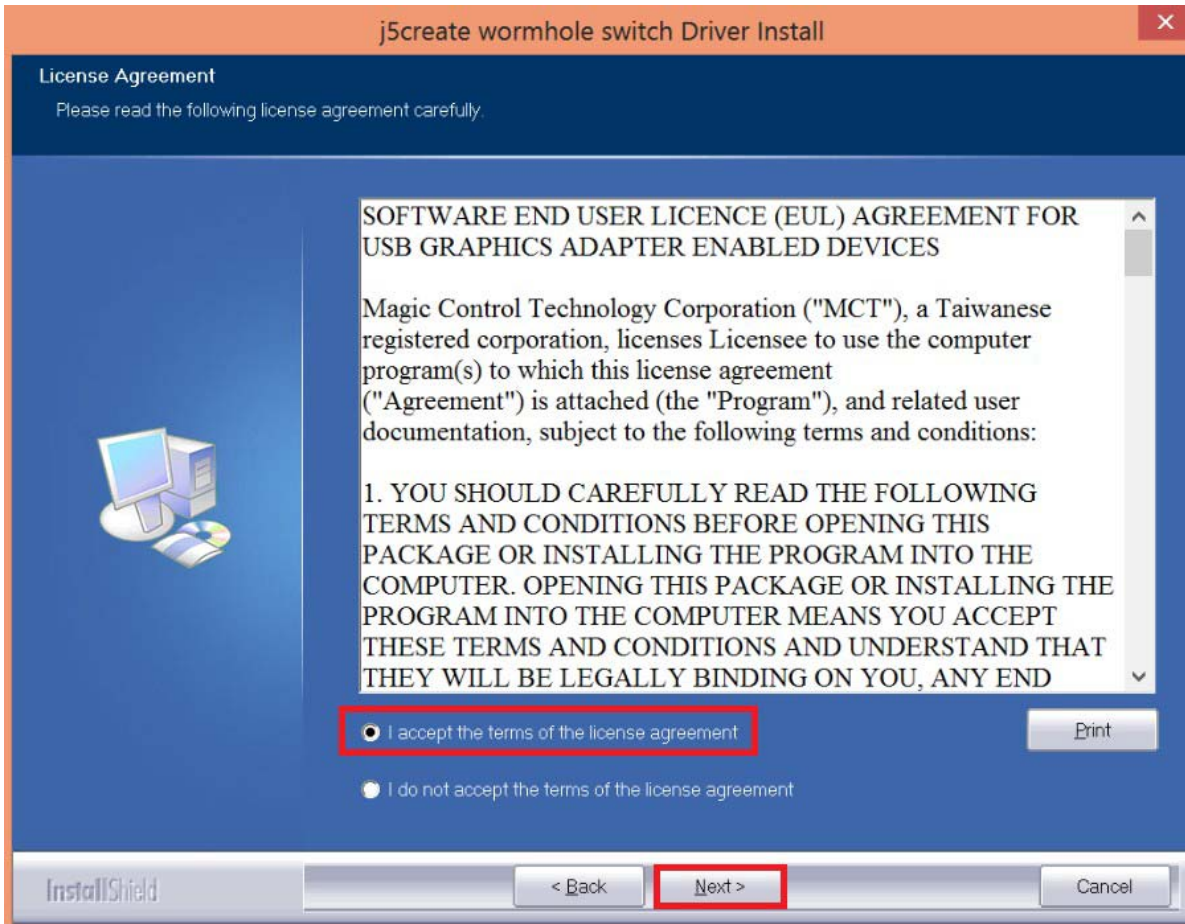 j5create wormhole switch Driver Install
License Agreement
Please read the following license agreement carefully.
SOFTWARE END USER LICENCE (EUL) AGREEMENT FOR
USB GRAPHICS ADAPTER ENABLED DEVICES
Magic Control Technology Corporation ("MCT"), a Taiwanese
registered corporation, licenses Licensee to use the computer
program(s) to which this license agreement
("Agreement") is attached (the "Program"), and related user
documentation, subject to the following terms and conditions:
1. YOU SHOULD CAREFULLY READ THE FOLLOWING
TERMS AND CONDITIONS BEFORE OPENING THIS
PACKAGE OR INSTALLING THE PROGRAM INTO THE
COMPUTER. OPENING THIS PACKAGE OR INSTALLING THE
PROGRAM INTO THE COMPUTER MEANS YOU ACCEPT
THESE TERMS AND CONDITIONS AND UNDERSTAND THAT
THEY WILL BE LEGALLY BINDING ON YOU, ANY END
I accept the terms of the license agreement
Print
I do not accept the terms of the license agreement
InstallShield
< Back
Next >
Cancel